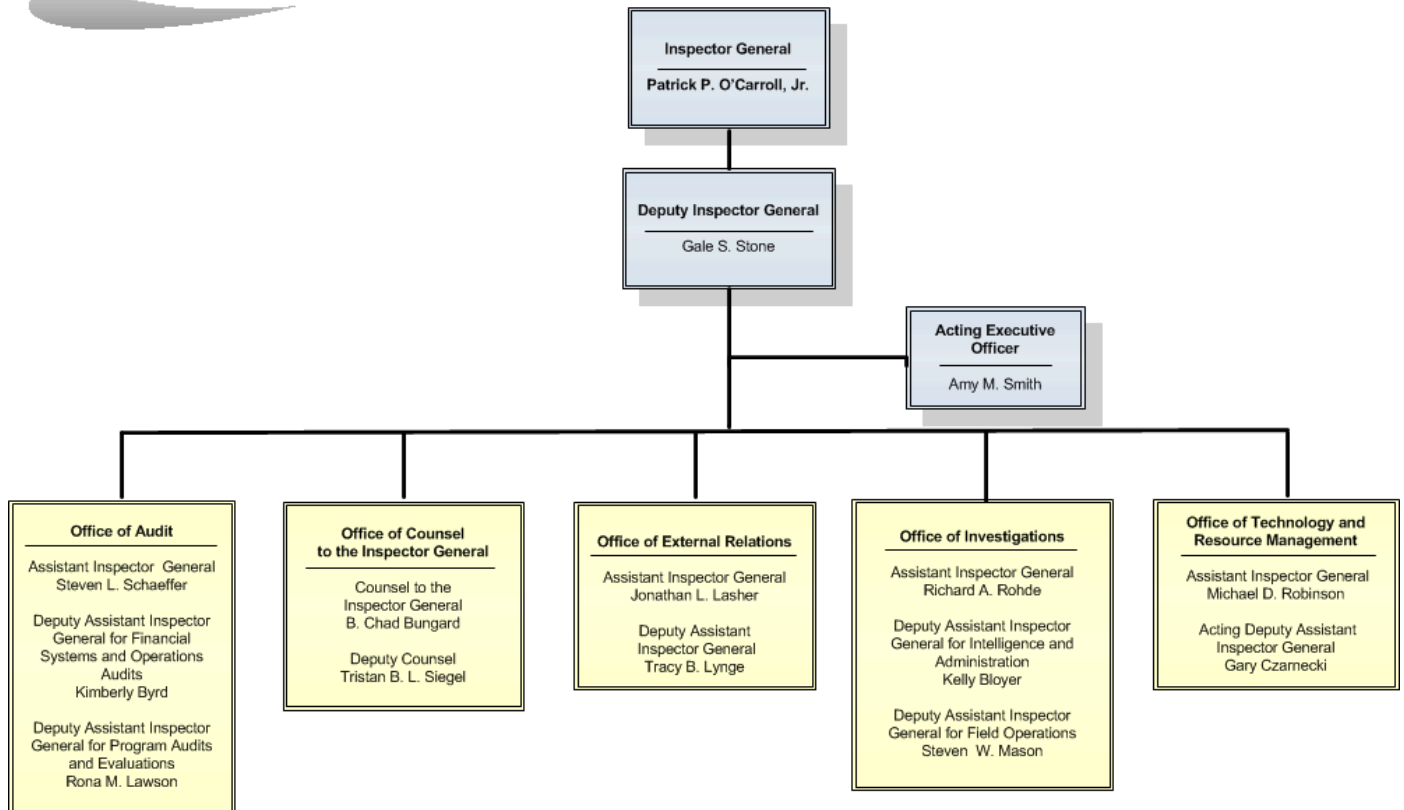 Inspector General
Patrick P. O'Carroll, Jr.
Deputy Inspector General
Gale S. Stone
Acting Executive
Officer
Amy M. Smith
Office of Audit
Assistant Inspector General
Steven L. Schaeffer
Deputy Assistant Inspector
General for Financial
Systems and Operations
Audits
Kimberly Byrd
Deputy Assistant Inspector
General for Program Audits
and Evaluations
Rona M. Lawson
Office of Counsel
to the Inspector General
Counsel to the
Inspector General
B. Chad Bungard
Deputy Counsel
Tristan B. L. Siegel
Office of External Relations
Assistant Inspector General
Jonathan L. Lasher
Deputy Assistant
Inspector General
Tracy B. Lynge
Office of Investigations
Assistant Inspector General
Richard A. Rohde
Deputy Assistant Inspector
General for Intelligence and
Administration
Kelly Bloyer
Deputy Assistant Inspector
General for Field Operations
Steven W. Mason
Office of Technology and
Resource Management
Assistant Inspector General
Michael D. Robinson
Acting Deputy Assistant
Inspector General
Gary Czarnecki